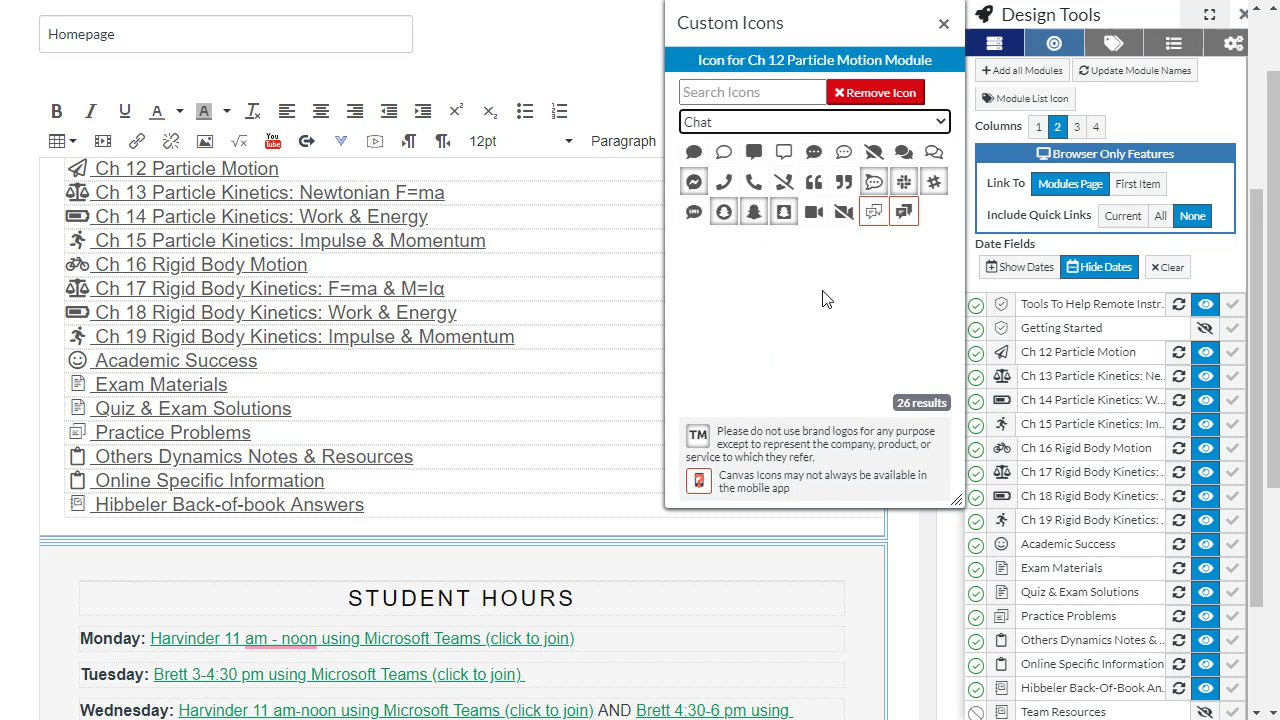 Homepage
12pt
Paragraph
Ch 12 Particle Motion
Ch 13 Particle Kinetics: Newtonian F=ma
Ch 14 Particle Kinetics: Work & Energy
Ch 15 Particle Kinetics: Impulse & Momentum
Ch 16 Rigid Body Motion
Ch 17 Rigid Body Kinetics: F=ma & M=Iα
Ch 18 Rigid Body Kinetics: Work & Energy
Ch 19 Rigid Body Kinetics: Impulse & Momentum
Academic Success
Exam Materials
Quiz & Exam Solutions
Practice Problems
Others Dynamics Notes & Resources
Online Specific Information
Hibbeler Back-of-book Answers
STUDENT HOURS
Monday: Harvinder 11 am - noon using Microsoft Teams (click to join)
Tuesday: Brett 3-4:30 pm using Microsoft Teams (click to join)
Wednesday: Harvinder 11 am-noon using Microsoft Teams (click to join) AND Brett 4:30-6 pm using
Custom Icons
Icon for Ch 12 Particle Motion Module
Search Icons
Remove Icon
Chat
SMS
26 results
TM
Please do not use brand logos for any purpose
except to represent the company, product, or
service to which they refer.
Canvas Icons may not always be available in
the mobile app
Design Tools
Add all Modules
Update Module Names
Module List Icon
Columns 1 2 3 4
Browser Only Features
Link To Modules Page First Item
Include Quick Links Current All None
Date Fields
Show Dates Hide Dates Clear
Tools To Help Remote Instr..
Getting Started
Ch 12 Particle Motion
Ch 13 Particle Kinetics: Ne...
Ch 14 Particle Kinetics: W...
Ch 15 Particle Kinetics: Im...
Ch 16 Rigid Body Motion
Ch 17 Rigid Body Kinetics:...
Ch 18 Rigid Body Kinetics:...
Ch 19 Rigid Body Kinetics:...
Academic Success
Exam Materials
Quiz & Exam Solutions
Practice Problems
Others Dynamics Notes & ...
Online Specific Information
Hibbeler Back-Of-Book An...
Team Resources